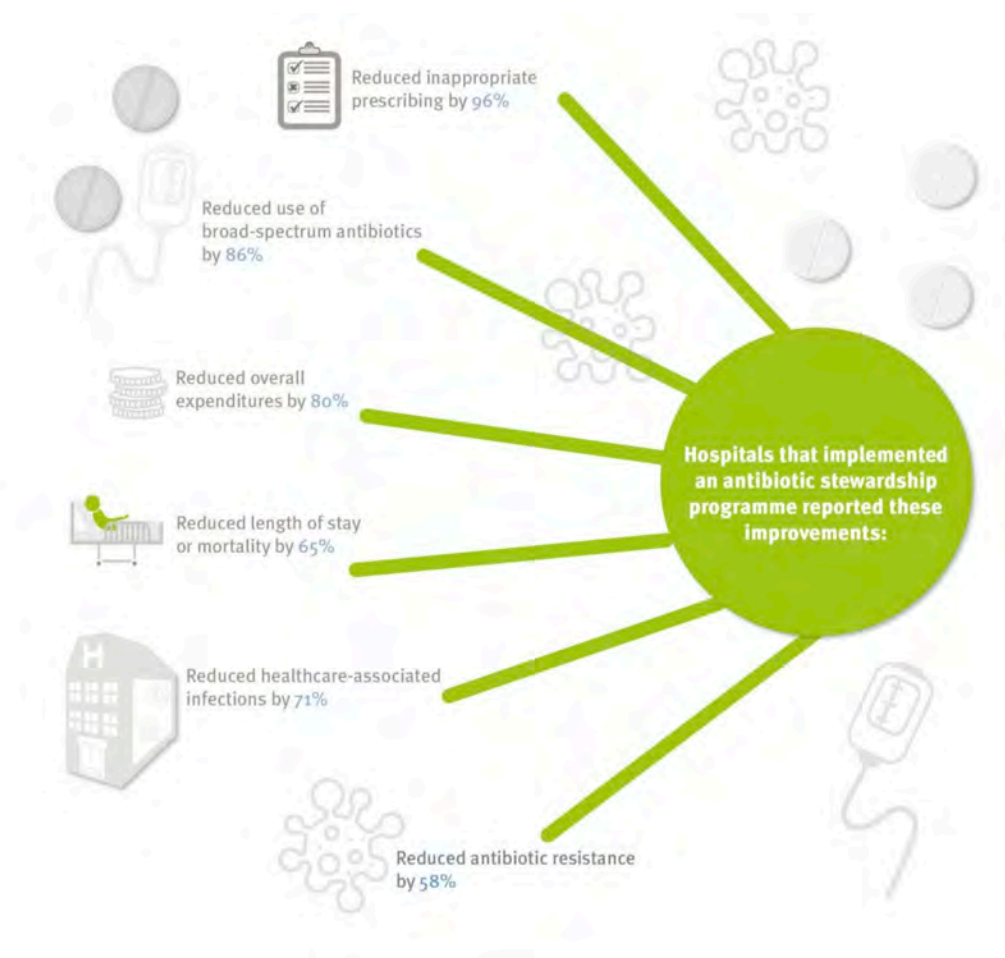 Reduced inappropriate
prescribing by 96%
Reduced use of
broad-spectrum antibiotics
by 86%
Reduced overall
expenditures by 80%
Hospitals that implemented
an antibiotic stewardship
programme reported these
improvements:
Reduced length of stay
or mortality by 65%
H
Reduced healthcare-associated
infections by 71%
Reduced antibiotic resistance
by 58%